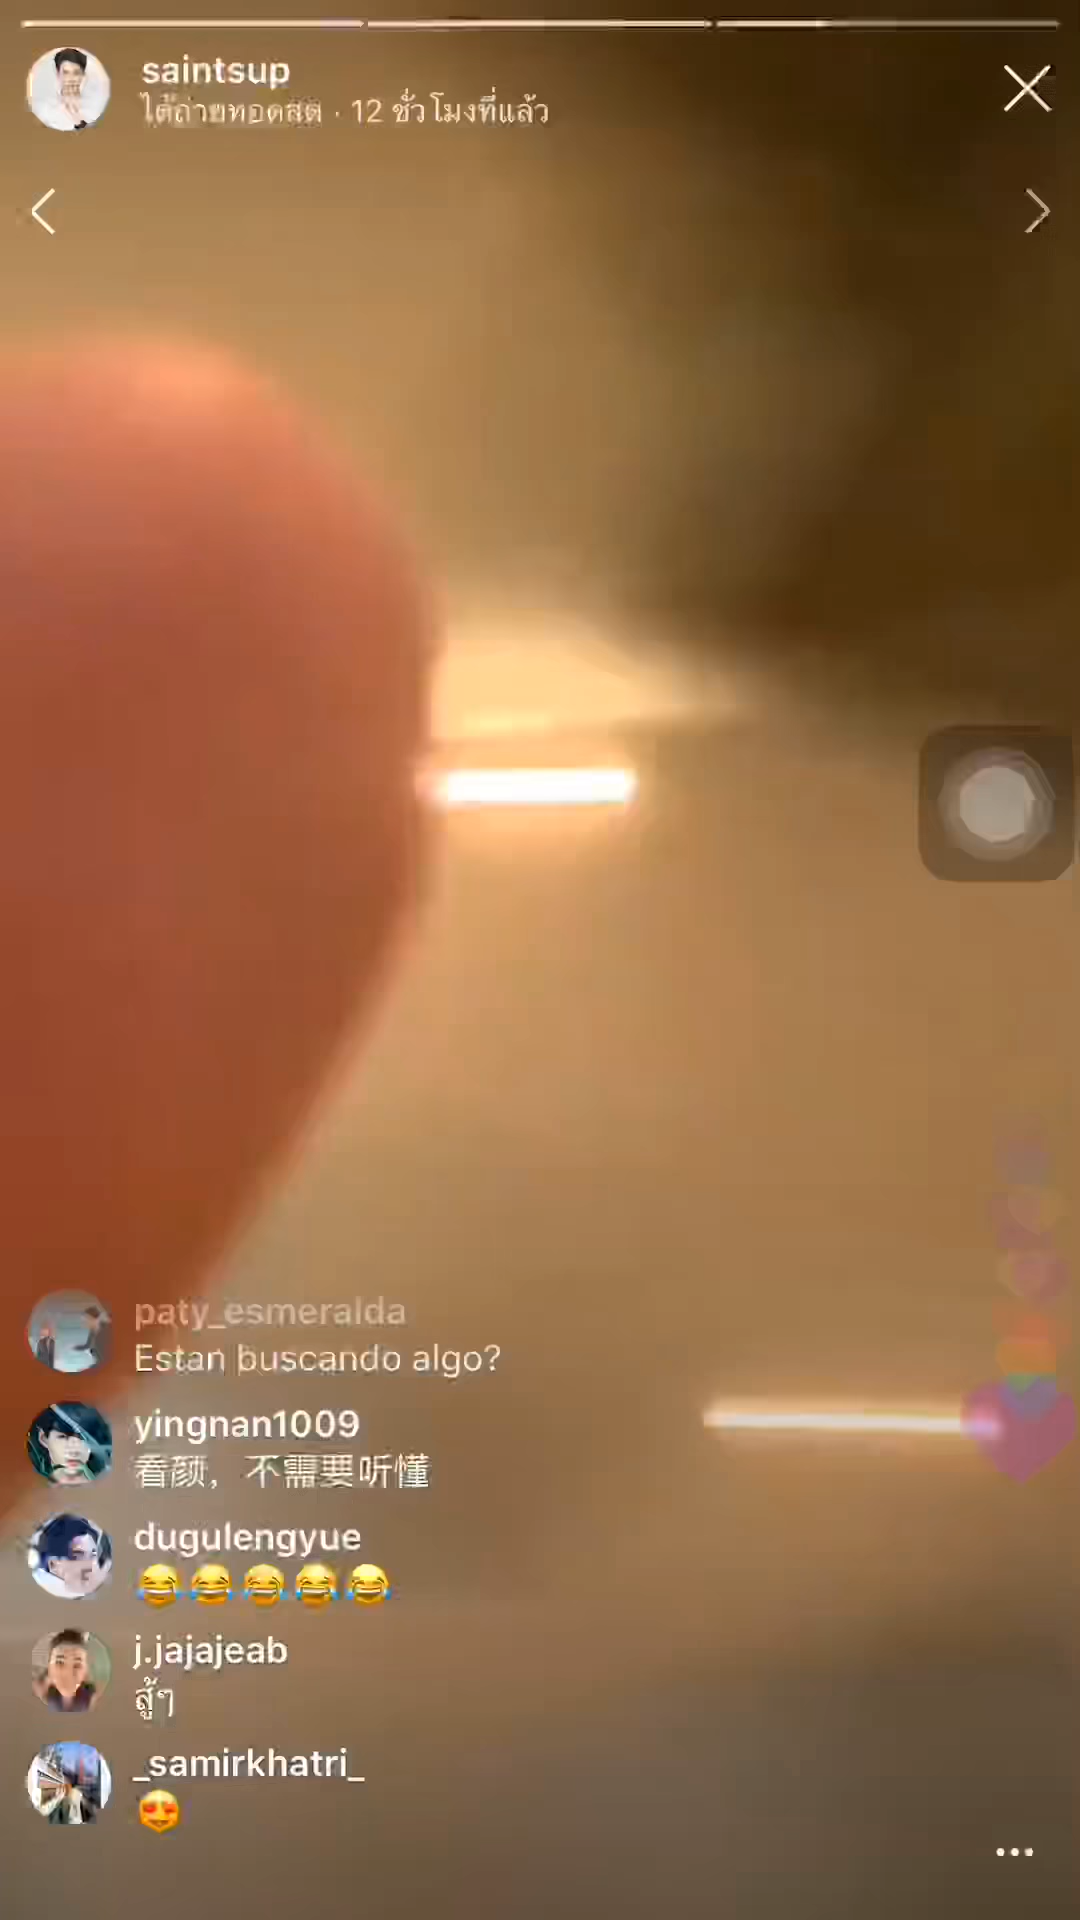 saintsup
ได้ถ่ายทอดสด · 12 ชั่วโมงที่แล้ว
paty_esmeralda
Estan buscando algo?
yingnan1009
看颜，不需要听懂
dugulengyue
😂😂😂😂😂
j.jajajeab
สู้ๆ
_samirkhatri_
😍